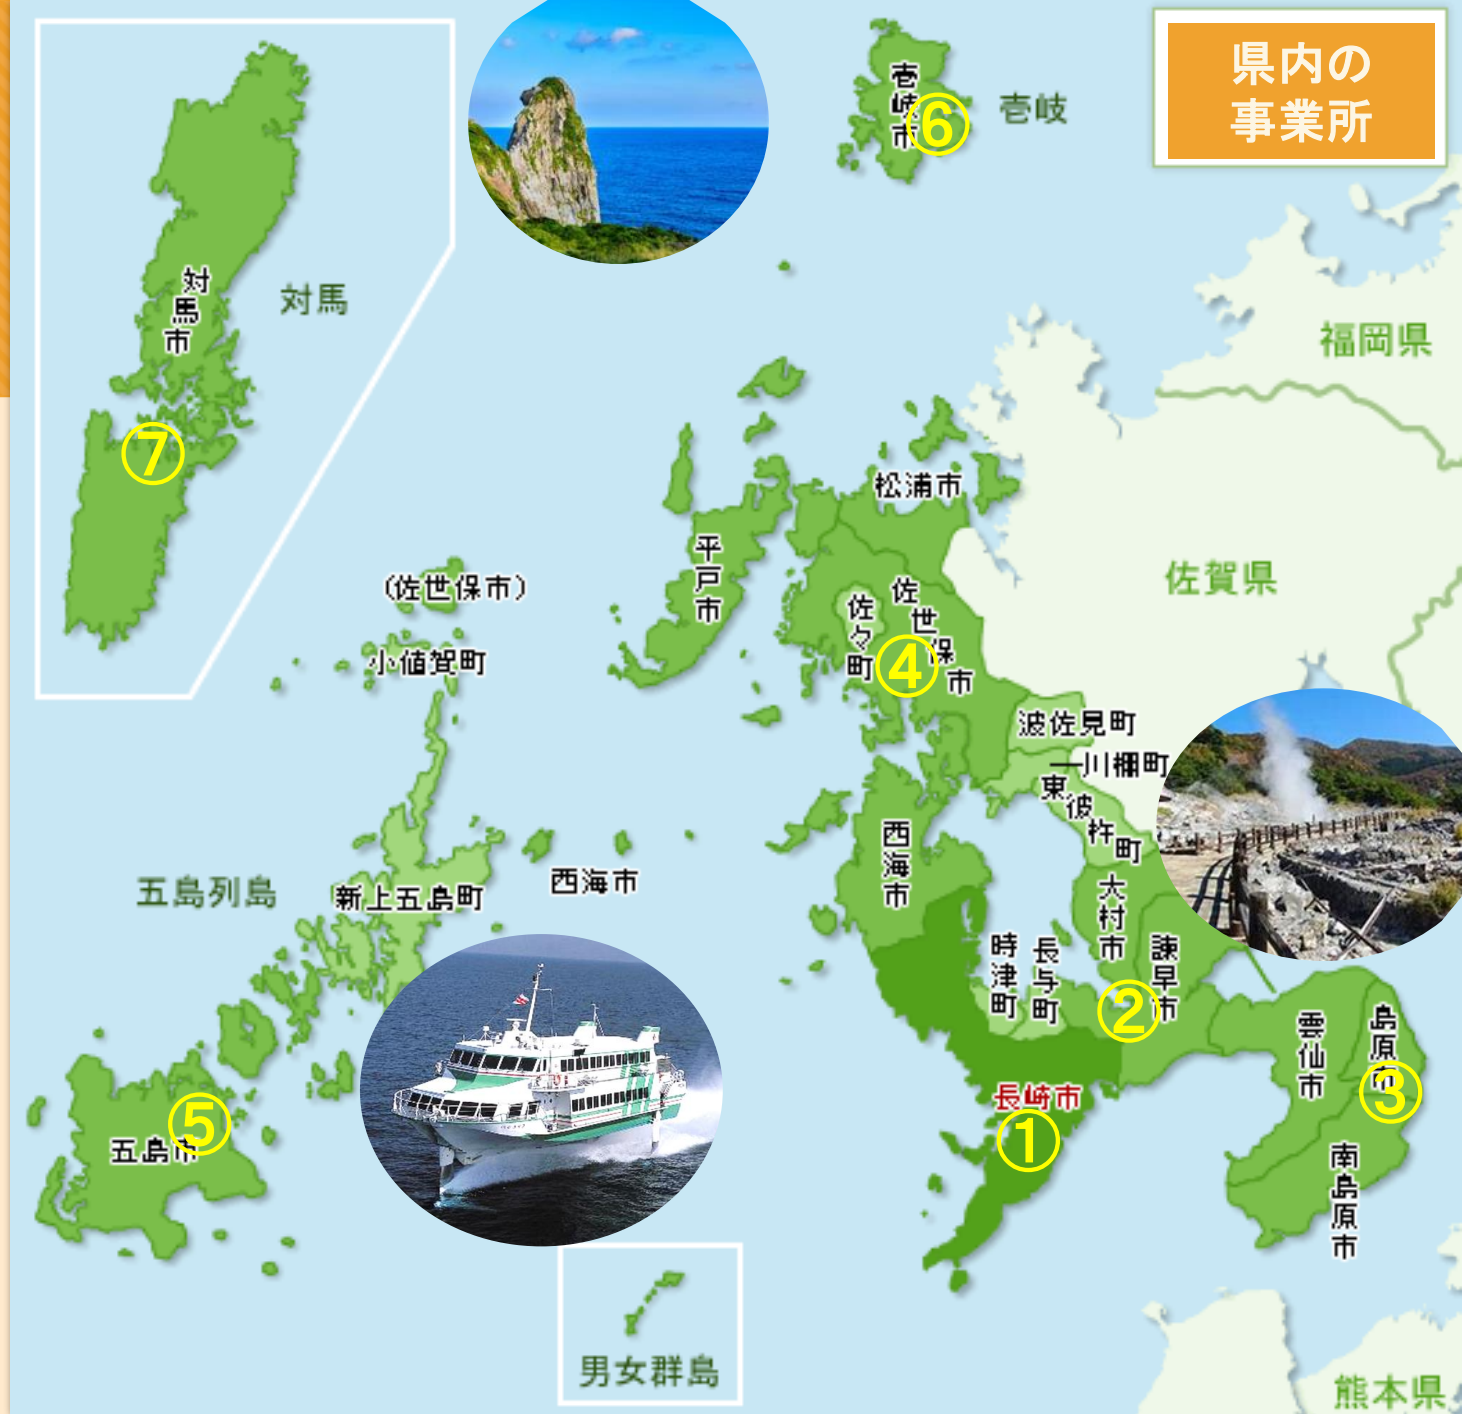 県内の
事業所
壱岐市
⑥
壱岐
対馬市
対馬
⑦
福岡県
松浦市
平戸市
佐賀県
(佐世保市)
佐々町
佐世保市
④
小値賀町
波佐見町
川棚町
東彼杵町
西海市
大村市
五島列島
新上五島町
西海市
時津町
長与町
諫早市
②
雲仙市
島原市
③
長崎市
①
五島市
⑤
南島原市
男女群島
熊本県